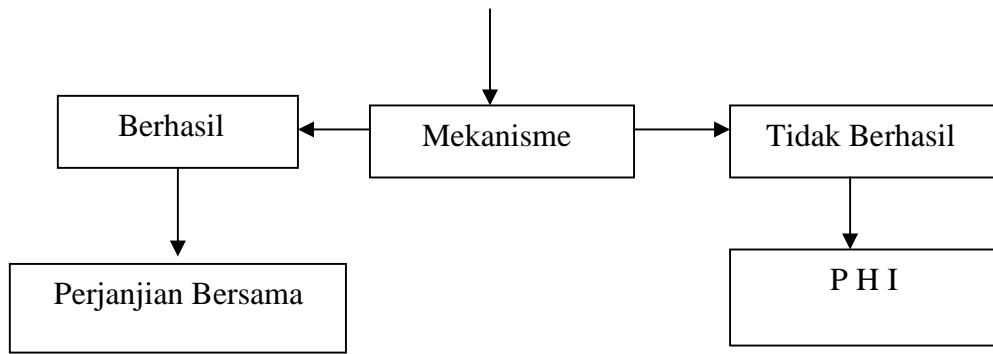 Berhasil
Mekanisme
Tidak Berhasil
Perjanjian Bersama
P H I